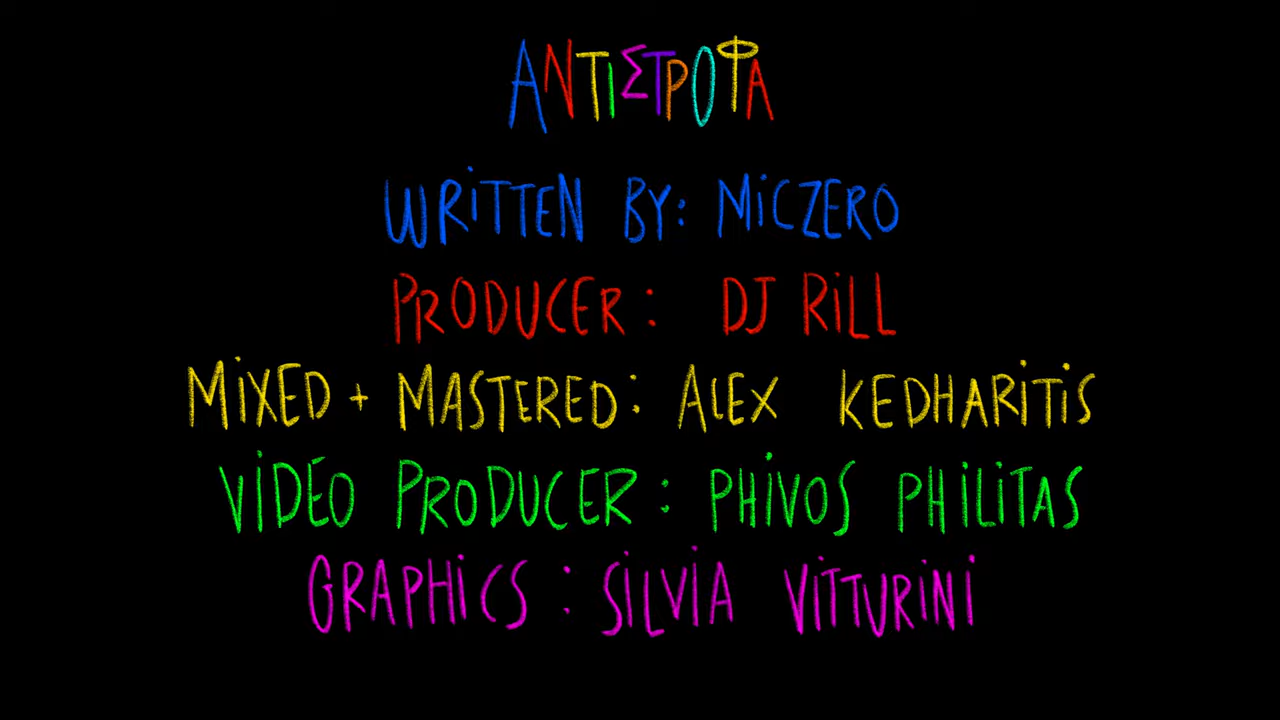 ΑΝΤΙΣΤΡΟΦΑ
WRiTTEN BY: MiCZERO
PRODUCER: DJ RiLL
MiXED + MASTERED: ALEX KEDHARiTiS
ViDEO PRODUCER: PHiVOS PHiLiTAS
GRAPHiCS: SiLViA ViTTURiNi